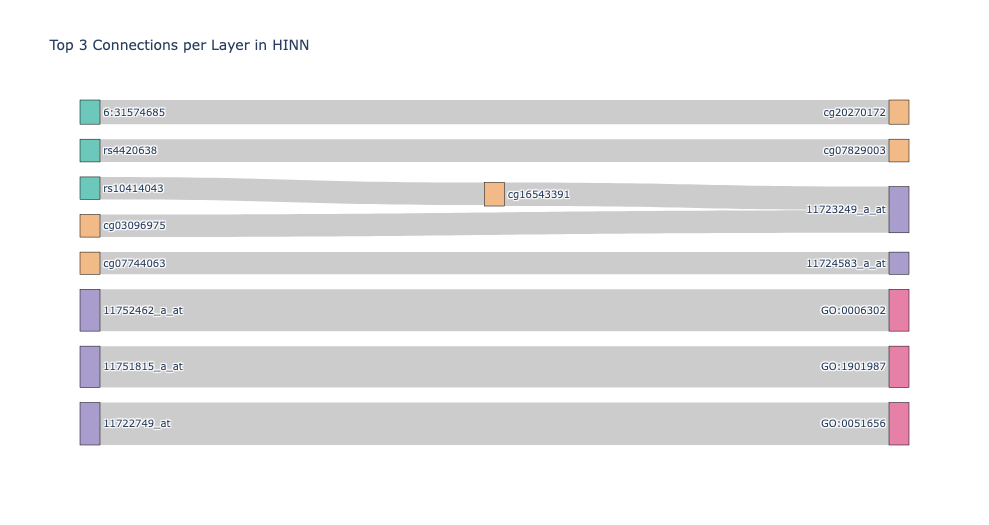 Top 3 Connections per Layer in HINN
6:31574685
cg20270172
rs4420638
cg07829003
rs10414043
cg16543391
11723249_a_at
cg03096975
cg07744063
11724583_a_at
11752462_a_at
GO:0006302
11751815_a_at
GO:1901987
11722749_at
GO:0051656